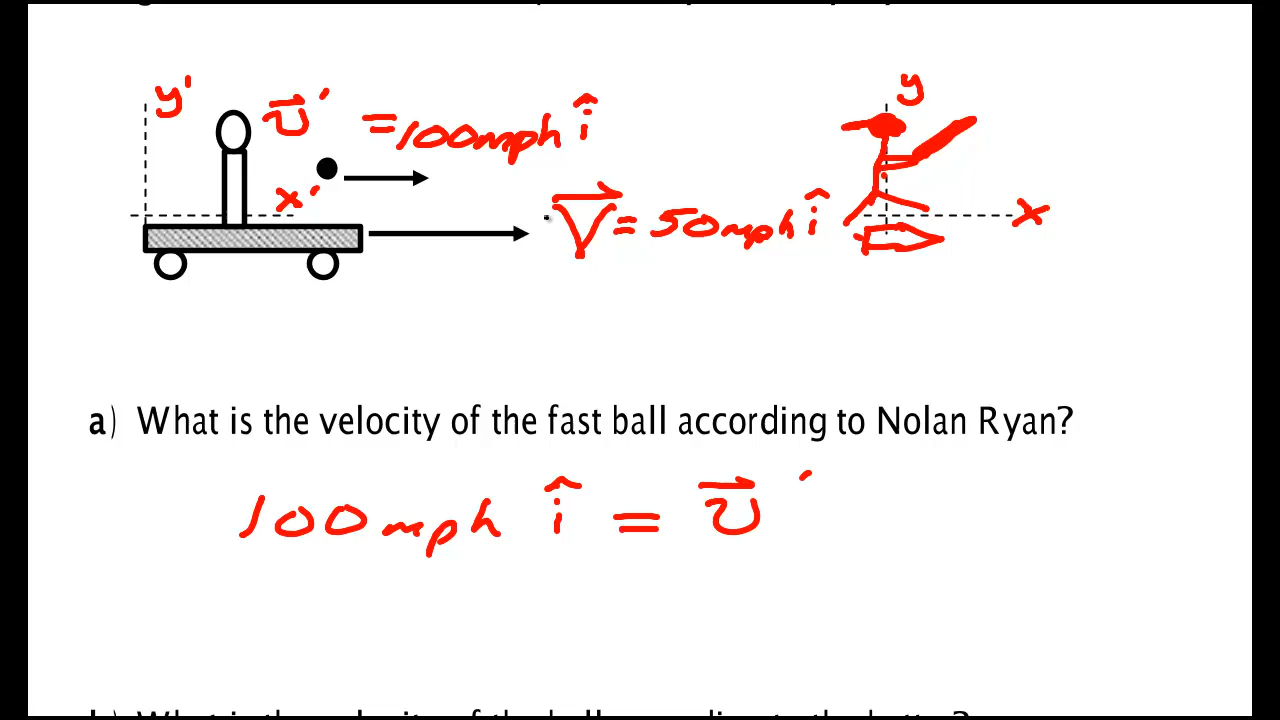 y'
v⃗' = 100mph î
x'
V⃗ = 50mph î
y
x
a) What is the velocity of the fast ball according to Nolan Ryan?
100mph î = v⃗'